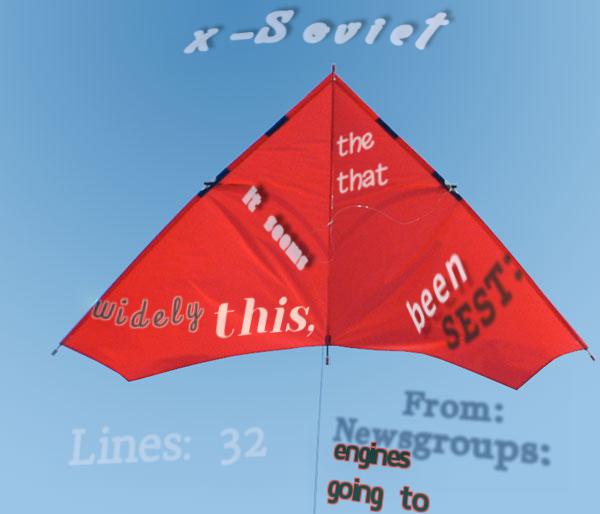 x-Soviet
the
that
It seems
been
SEST:
widely
this,
From:
Newsgroups:
Lines: 32
engines
going to